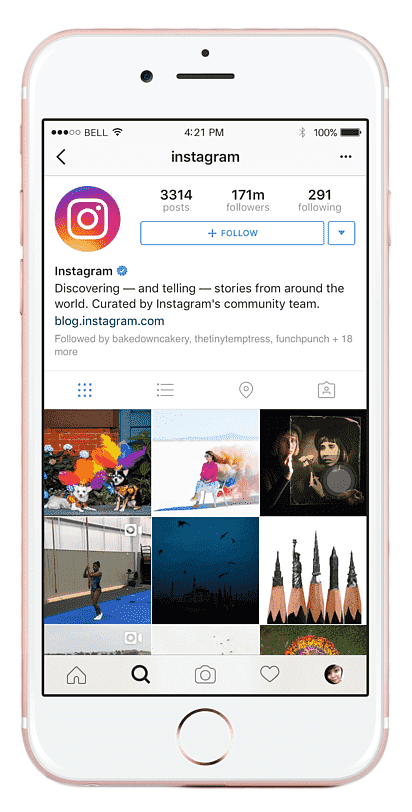 BELL 4:21 PM 100%
instagram
3314 171m 291
posts followers following
+ FOLLOW
Instagram
Discovering — and telling — stories from around the
world. Curated by Instagram's community team.
blog.instagram.com
Followed by bakedowncakery, thetinytemptress, funchpunch + 18
more